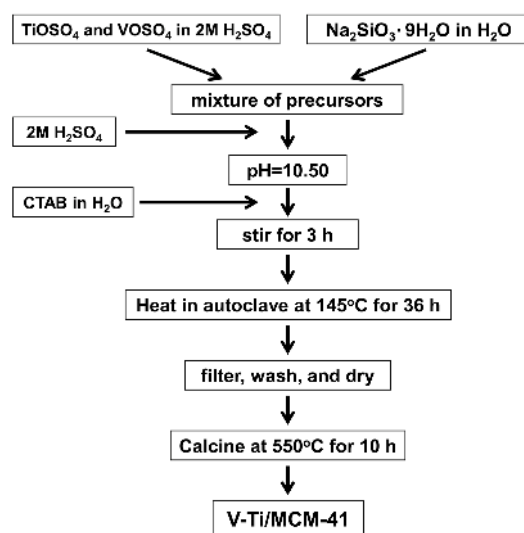 TiOSO₄ and VOSO₄ in 2M H₂SO₄
Na₂SiO₃· 9H₂O in H₂O
mixture of precursors
2M H₂SO₄
pH=10.50
CTAB in H₂O
stir for 3 h
Heat in autoclave at 145°C for 36 h
filter, wash, and dry
Calcine at 550°C for 10 h
V-Ti/MCM-41